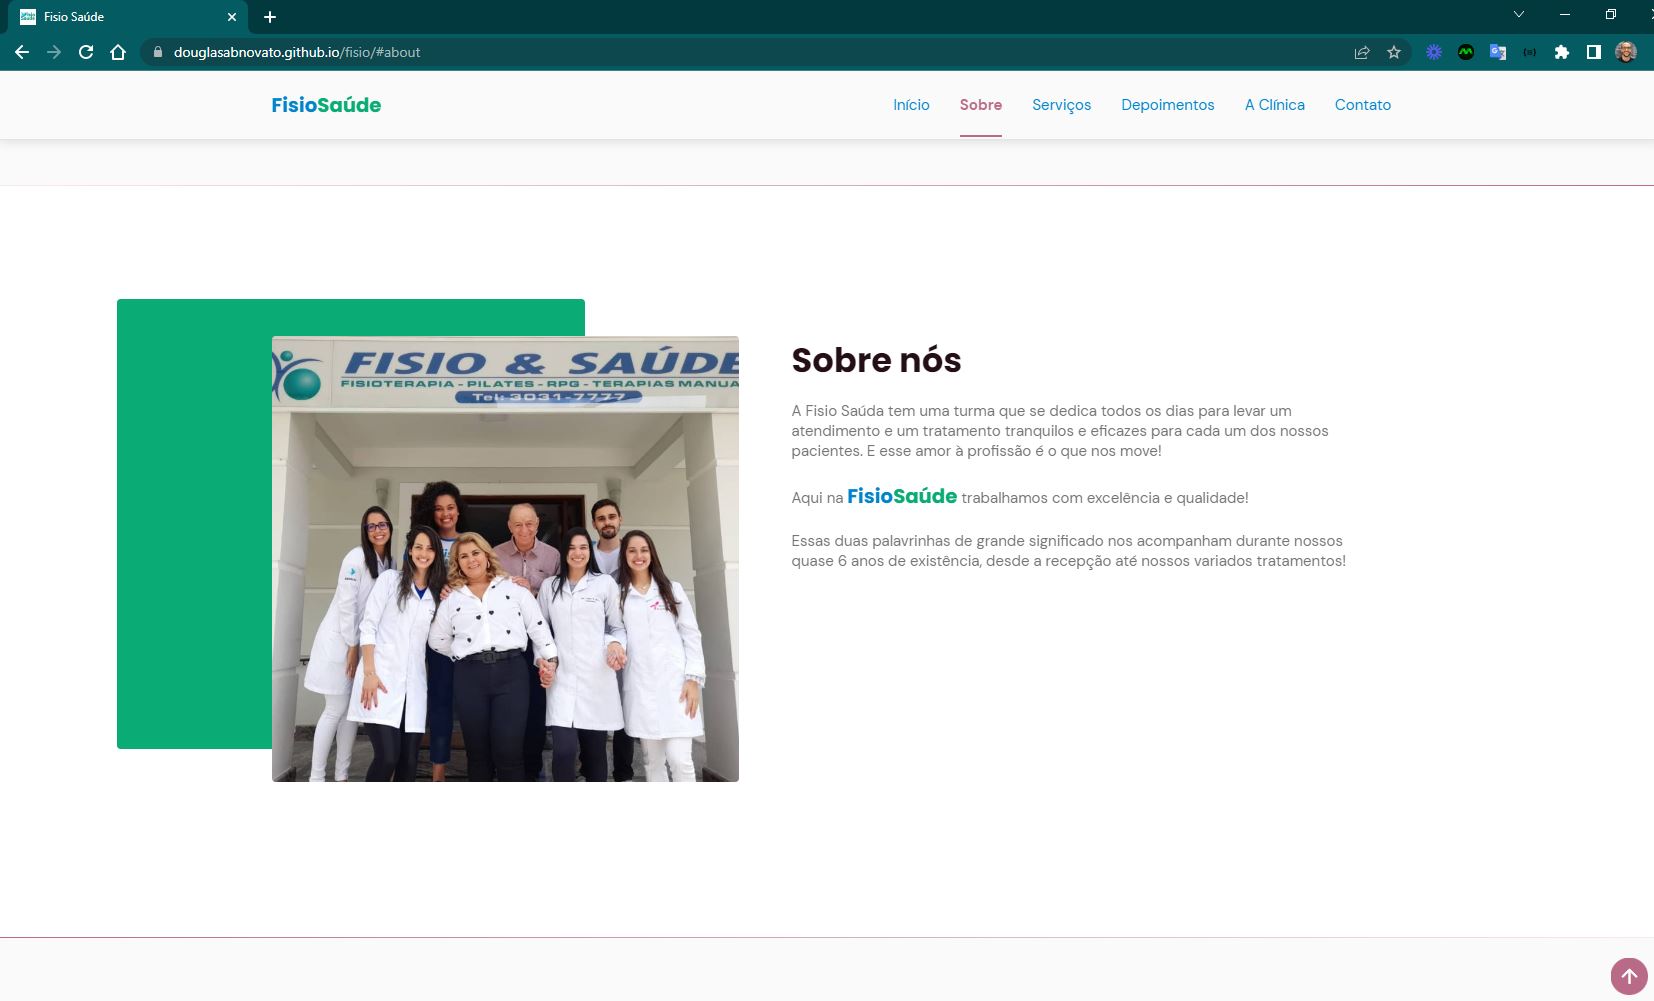 Fisio Saúde
douglasabnovato.github.io/fisio/#about
FisioSaúde
Início Sobre Serviços Depoimentos A Clínica Contato
FISIO & SAÚDE
FISIOTERAPIA - PILATES - RPG - TERAPIAS MANUA
Tel: 3031-7777
Sobre nós
A Fisio Saúda tem uma turma que se dedica todos os dias para levar um
atendimento e um tratamento tranquilos e eficazes para cada um dos nossos
pacientes. E esse amor à profissão é o que nos move!
Aqui na FisioSaúde trabalhamos com excelência e qualidade!
Essas duas palavrinhas de grande significado nos acompanham durante nossos
quase 6 anos de existência, desde a recepção até nossos variados tratamentos!